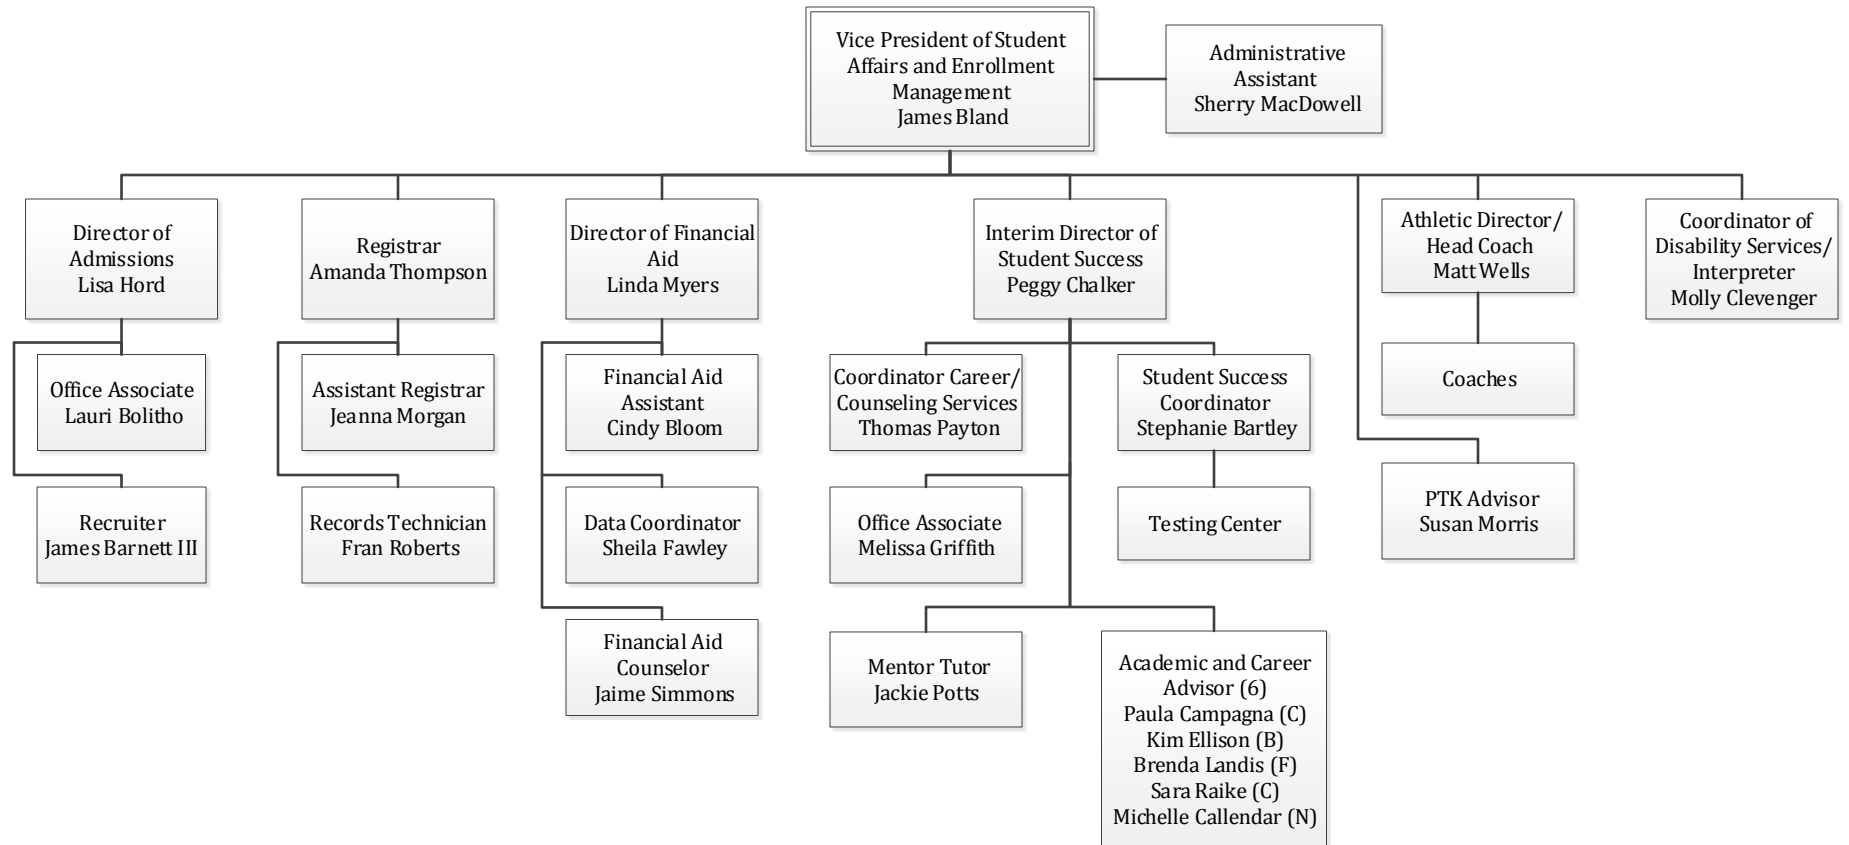 Vice President of Student
Affairs and Enrollment
Management
James Bland
Administrative
Assistant
Sherry MacDowell
Director of
Admissions
Lisa Hord
Registrar
Amanda Thompson
Director of Financial
Aid
Linda Myers
Interim Director of
Student Success
Peggy Chalker
Athletic Director/
Head Coach
Matt Wells
Coordinator of
Disability Services/
Interpreter
Molly Clevenger
Office Associate
Lauri Bolitho
Assistant Registrar
Jeanna Morgan
Financial Aid
Assistant
Cindy Bloom
Coordinator Career/
Counseling Services
Thomas Payton
Student Success
Coordinator
Stephanie Bartley
Coaches
Recruiter
James Barnett III
Records Technician
Fran Roberts
Data Coordinator
Sheila Fawley
Office Associate
Melissa Griffith
Testing Center
PTK Advisor
Susan Morris
Financial Aid
Counselor
Jaime Simmons
Mentor Tutor
Jackie Potts
Academic and Career
Advisor (6)
Paula Campagna (C)
Kim Ellison (B)
Brenda Landis (F)
Sara Raike (C)
Michelle Callendar (N)